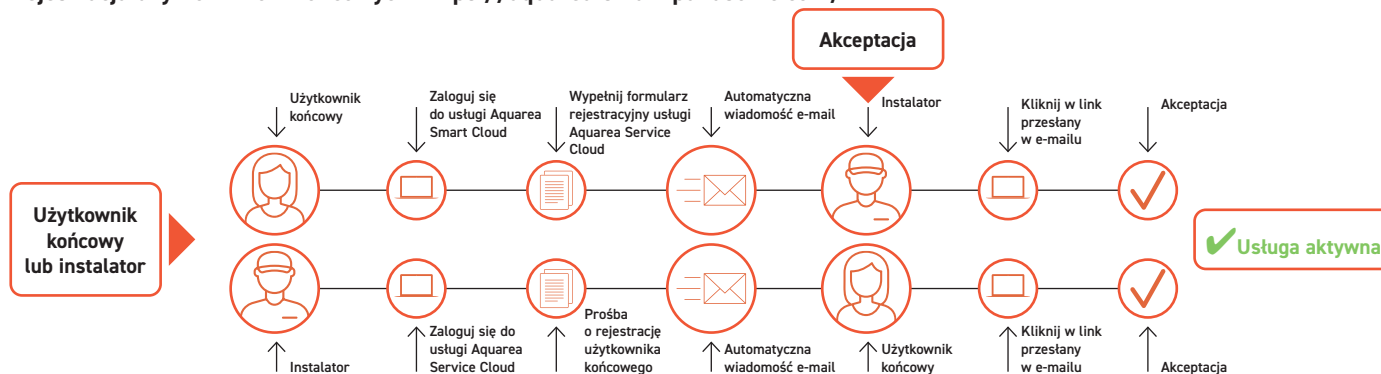 Akceptacja
Użytkownik
końcowy
Zaloguj się
do usługi Aquarea
Smart Cloud
Wypełnij formularz
rejestracyjny usługi
Aquarea Service
Cloud
Automatyczna
wiadomość e-mail
Instalator
Kliknij w link
przesłany
w e-mailu
Akceptacja
Użytkownik
końcowy
lub instalator
Usługa aktywna
Instalator
Zaloguj się do
usługi Aquarea
Service Cloud
Prośba
o rejestrację
użytkownika
końcowego
Automatyczna
wiadomość e-mail
Użytkownik
końcowy
Kliknij w link
przesłany
w e-mailu
Akceptacja